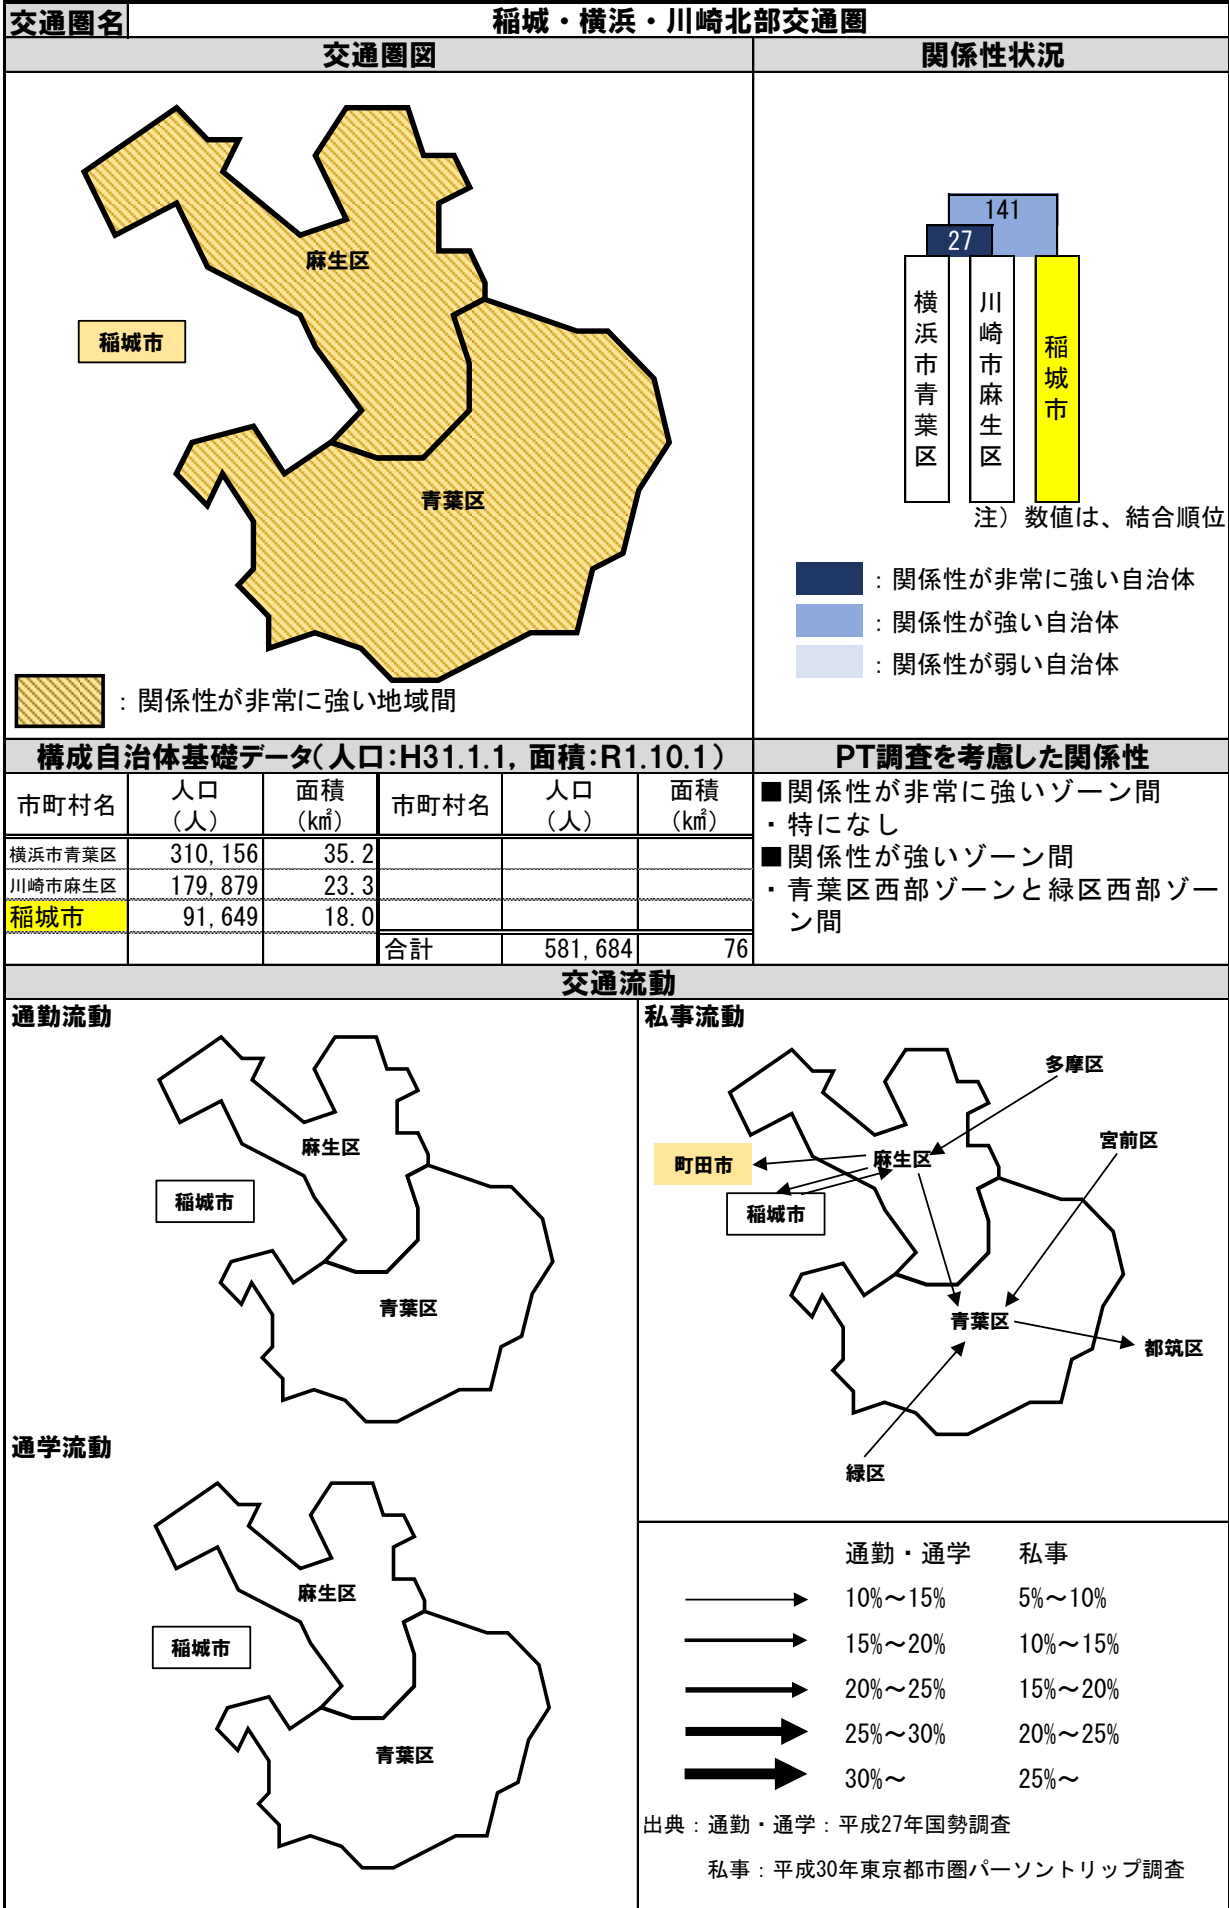 交通圏名
稲城・横浜・川崎北部交通圏
交通圏図
関係性状況
麻生区
稲城市
青葉区
：関係性が非常に強い地域間
141
27
横浜市青葉区
川崎市麻生区
稲城市
注）数値は、結合順位
：関係性が非常に強い自治体
：関係性が強い自治体
：関係性が弱い自治体
構成自治体基礎データ(人口:H31.1.1, 面積:R1.10.1)
市町村名 人口（人） 面積（k㎡） 市町村名 人口（人） 面積（k㎡）
横浜市青葉区 310,156 35.2
川崎市麻生区 179,879 23.3
稲城市 91,649 18.0
合計 581,684 76
PT調査を考慮した関係性
■関係性が非常に強いゾーン間
・特になし
■関係性が強いゾーン間
・青葉区西部ゾーンと緑区西部ゾー
ン間
交通流動
通勤流動
麻生区
稲城市
青葉区
通学流動
麻生区
稲城市
青葉区
私事流動
多摩区
宮前区
町田市
麻生区
稲城市
青葉区
都筑区
緑区
通勤・通学 私事
10%～15% 5%～10%
15%～20% 10%～15%
20%～25% 15%～20%
25%～30% 20%～25%
30%～ 25%～
出典：通勤・通学：平成27年国勢調査
私事：平成30年東京都市圏パーソントリップ調査